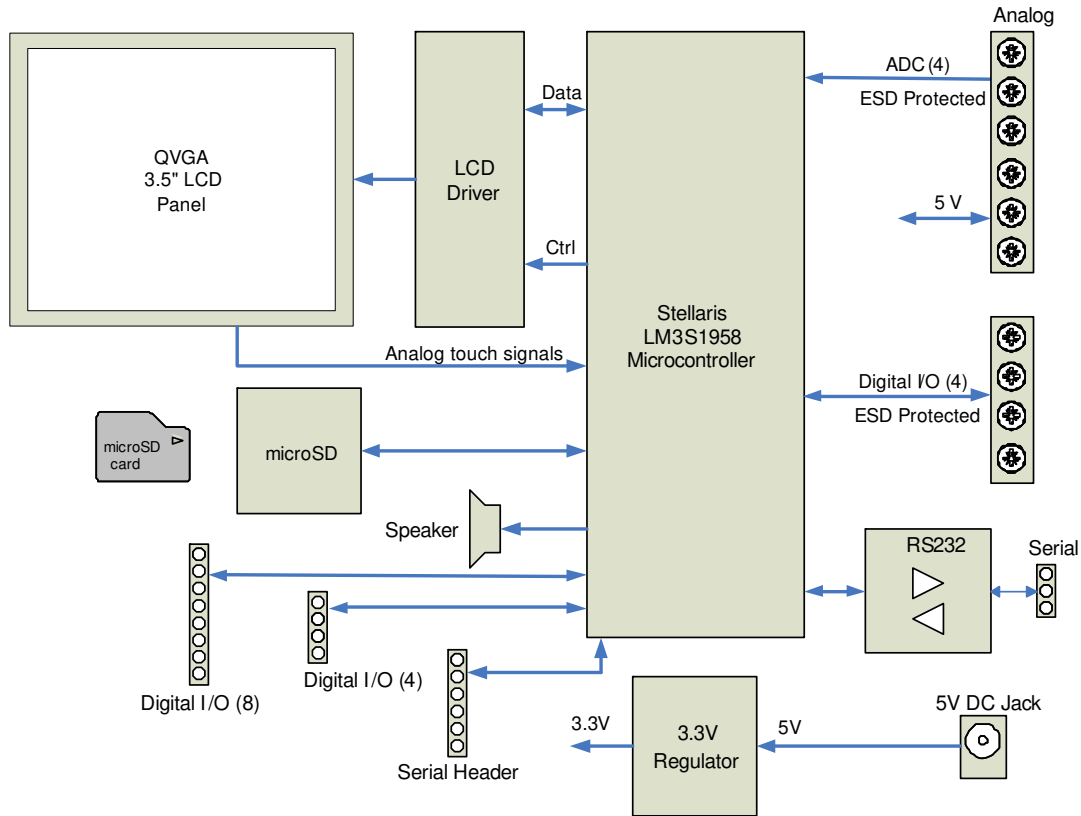 Analog
ADC (4)
ESD Protected
Data
QVGA
3.5" LCD
Panel
LCD
Driver
5 V
Ctrl
Stellaris
LM3S1958
Microcontroller
Analog touch signals
Digital I/O (4)
ESD Protected
microSD
card
microSD
Speaker
RS232
Serial
Digital I/O (4)
Digital I/O (8)
5V DC Jack
3.3V
3.3V
Regulator
5V
Serial Header